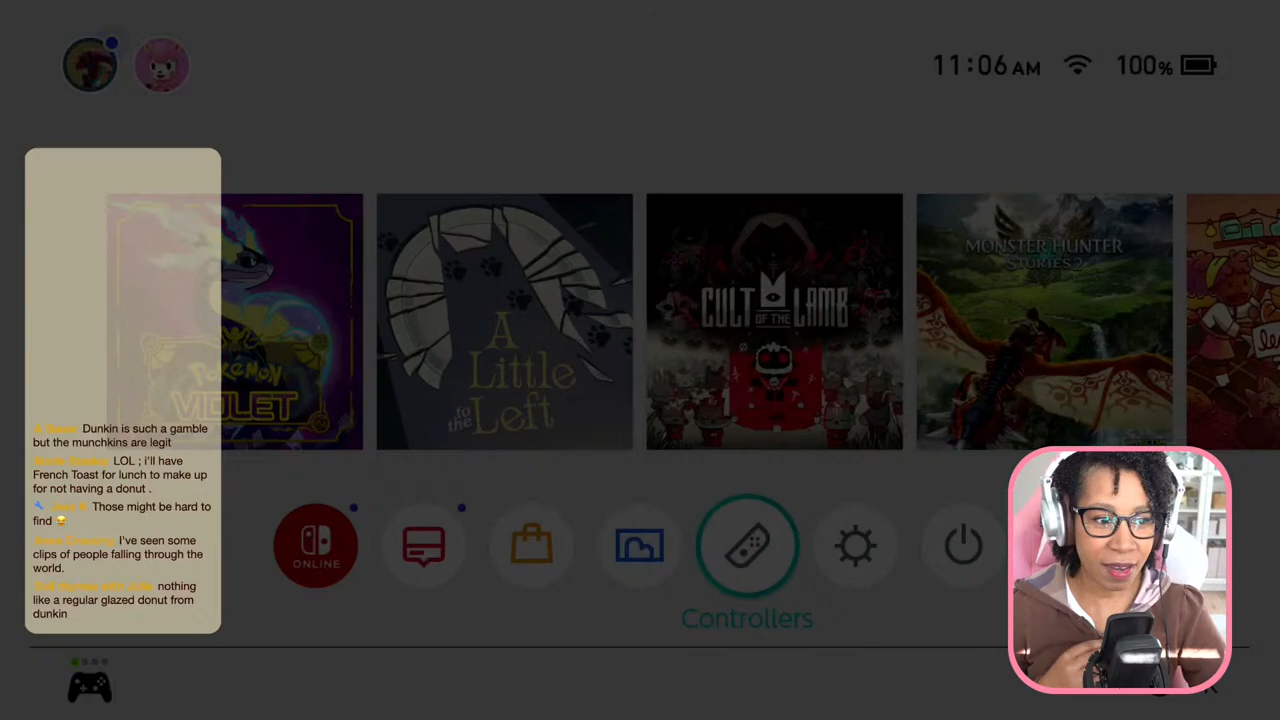 11:06 AM
100%
POKÉMON
VIOLET
A
Little
to the Left
CULT OF THE LAMB
MONSTER HUNTER
STORIES 2
Dunkin is such a gamble
but the munchkins are legit
LOL ; i'll have
French Toast for lunch to make up
for not having a donut .
Those might be hard to
find 😝
I've seen some
clips of people falling through the
world.
nothing
like a regular glazed donut from
dunkin
ONLINE
Controllers